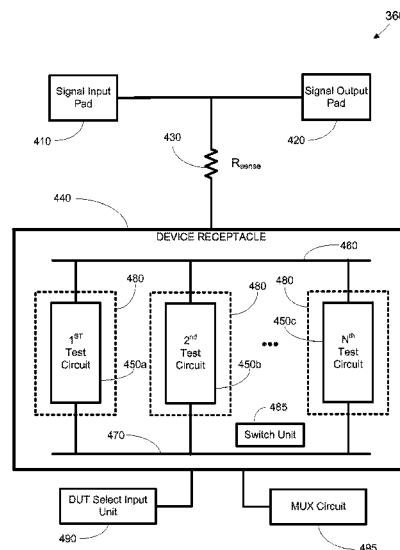 360
Signal Input
Pad
Signal Output
Pad
410
420
430
Rsense
440
DEVICE RECEPTACLE
460
480
480
480
450c
1ST
Test
Circuit
2nd
Test
Circuit
Nth
Test
Circuit
450a
450b
485
Switch Unit
470
DUT Select Input
Unit
MUX Circuit
490
495